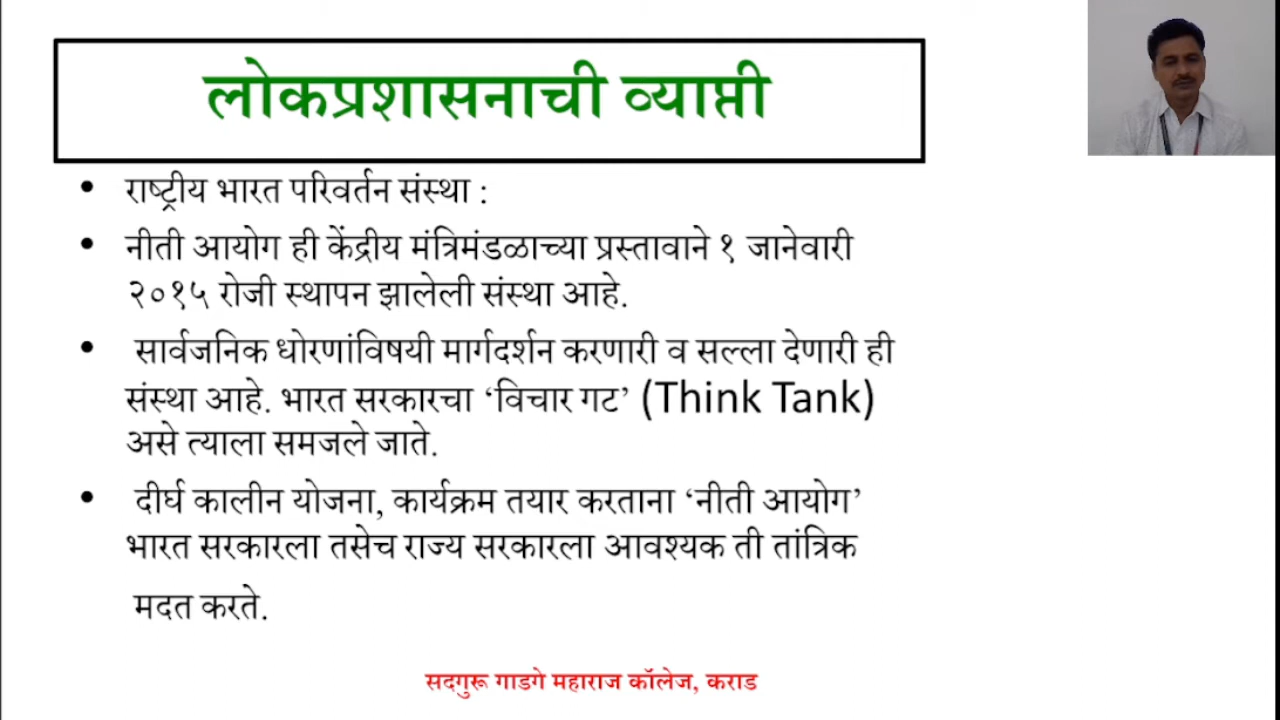 लोकप्रशासनाची व्याप्ती
• राष्ट्रीय भारत परिवर्तन संस्था :
• नीती आयोग ही केंद्रीय मंत्रिमंडळाच्या प्रस्तावाने १ जानेवारी
२०१५ रोजी स्थापन झालेली संस्था आहे.
• सार्वजनिक धोरणांविषयी मार्गदर्शन करणारी व सल्ला देणारी ही
संस्था आहे. भारत सरकारचा ‘विचार गट’ (Think Tank)
असे त्याला समजले जाते.
• दीर्घ कालीन योजना, कार्यक्रम तयार करताना ‘नीती आयोग’
भारत सरकारला तसेच राज्य सरकारला आवश्यक ती तांत्रिक
मदत करते.
सदगुरू गाडगे महाराज कॉलेज, कराड